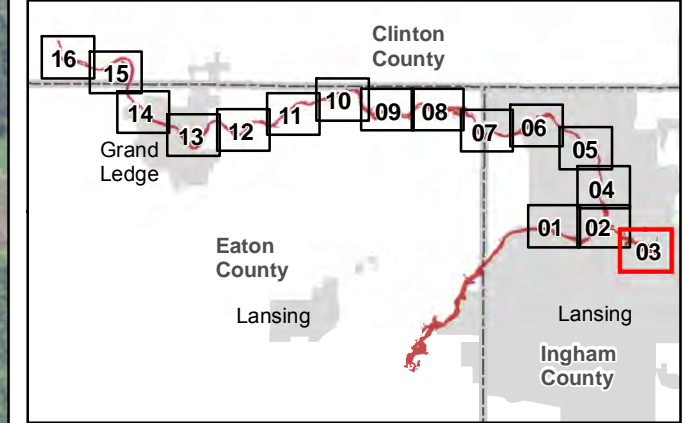 Clinton
County
16
15
14
13
12
11
10
09
08
07
06
05
04
01
02
03
Grand
Ledge
Eaton
County
Lansing
Lansing
Ingham
County